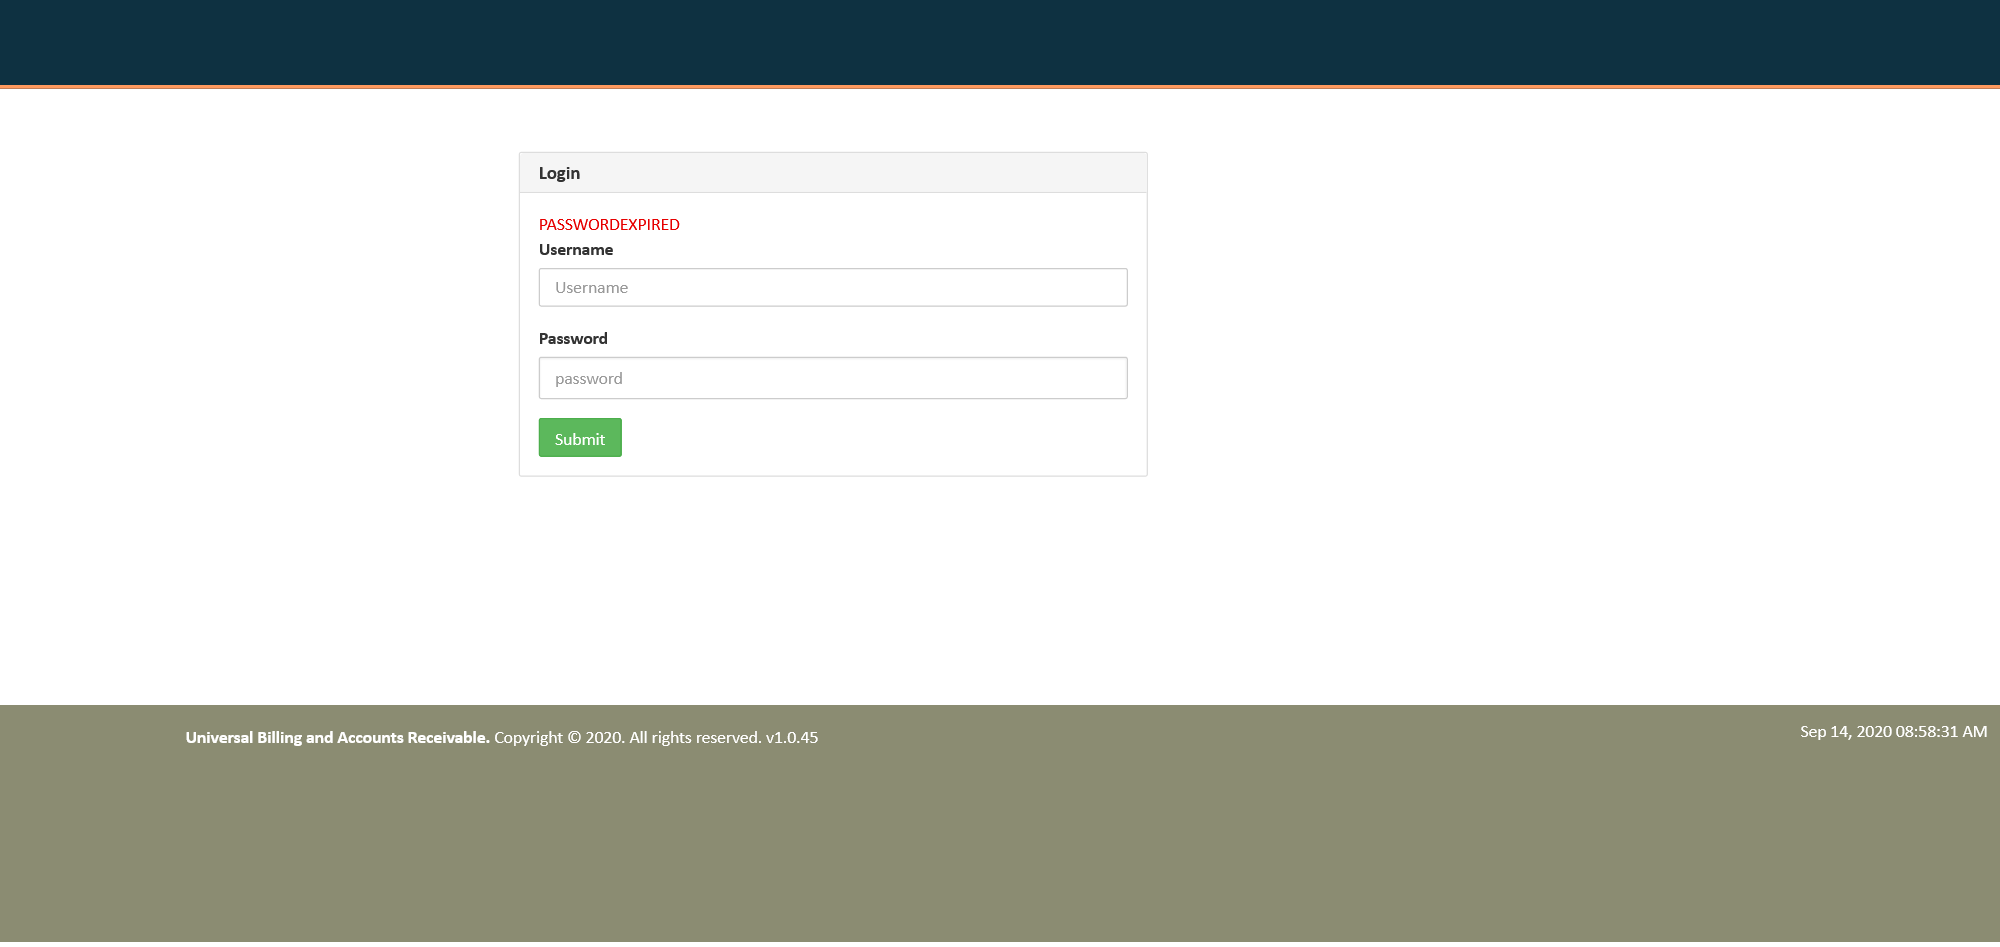 Login
PASSWORDEXPIRED
Username
Username
Password
password
Submit
Universal Billing and Accounts Receivable. Copyright © 2020. All rights reserved. v1.0.45
Sep 14, 2020 08:58:31 AM